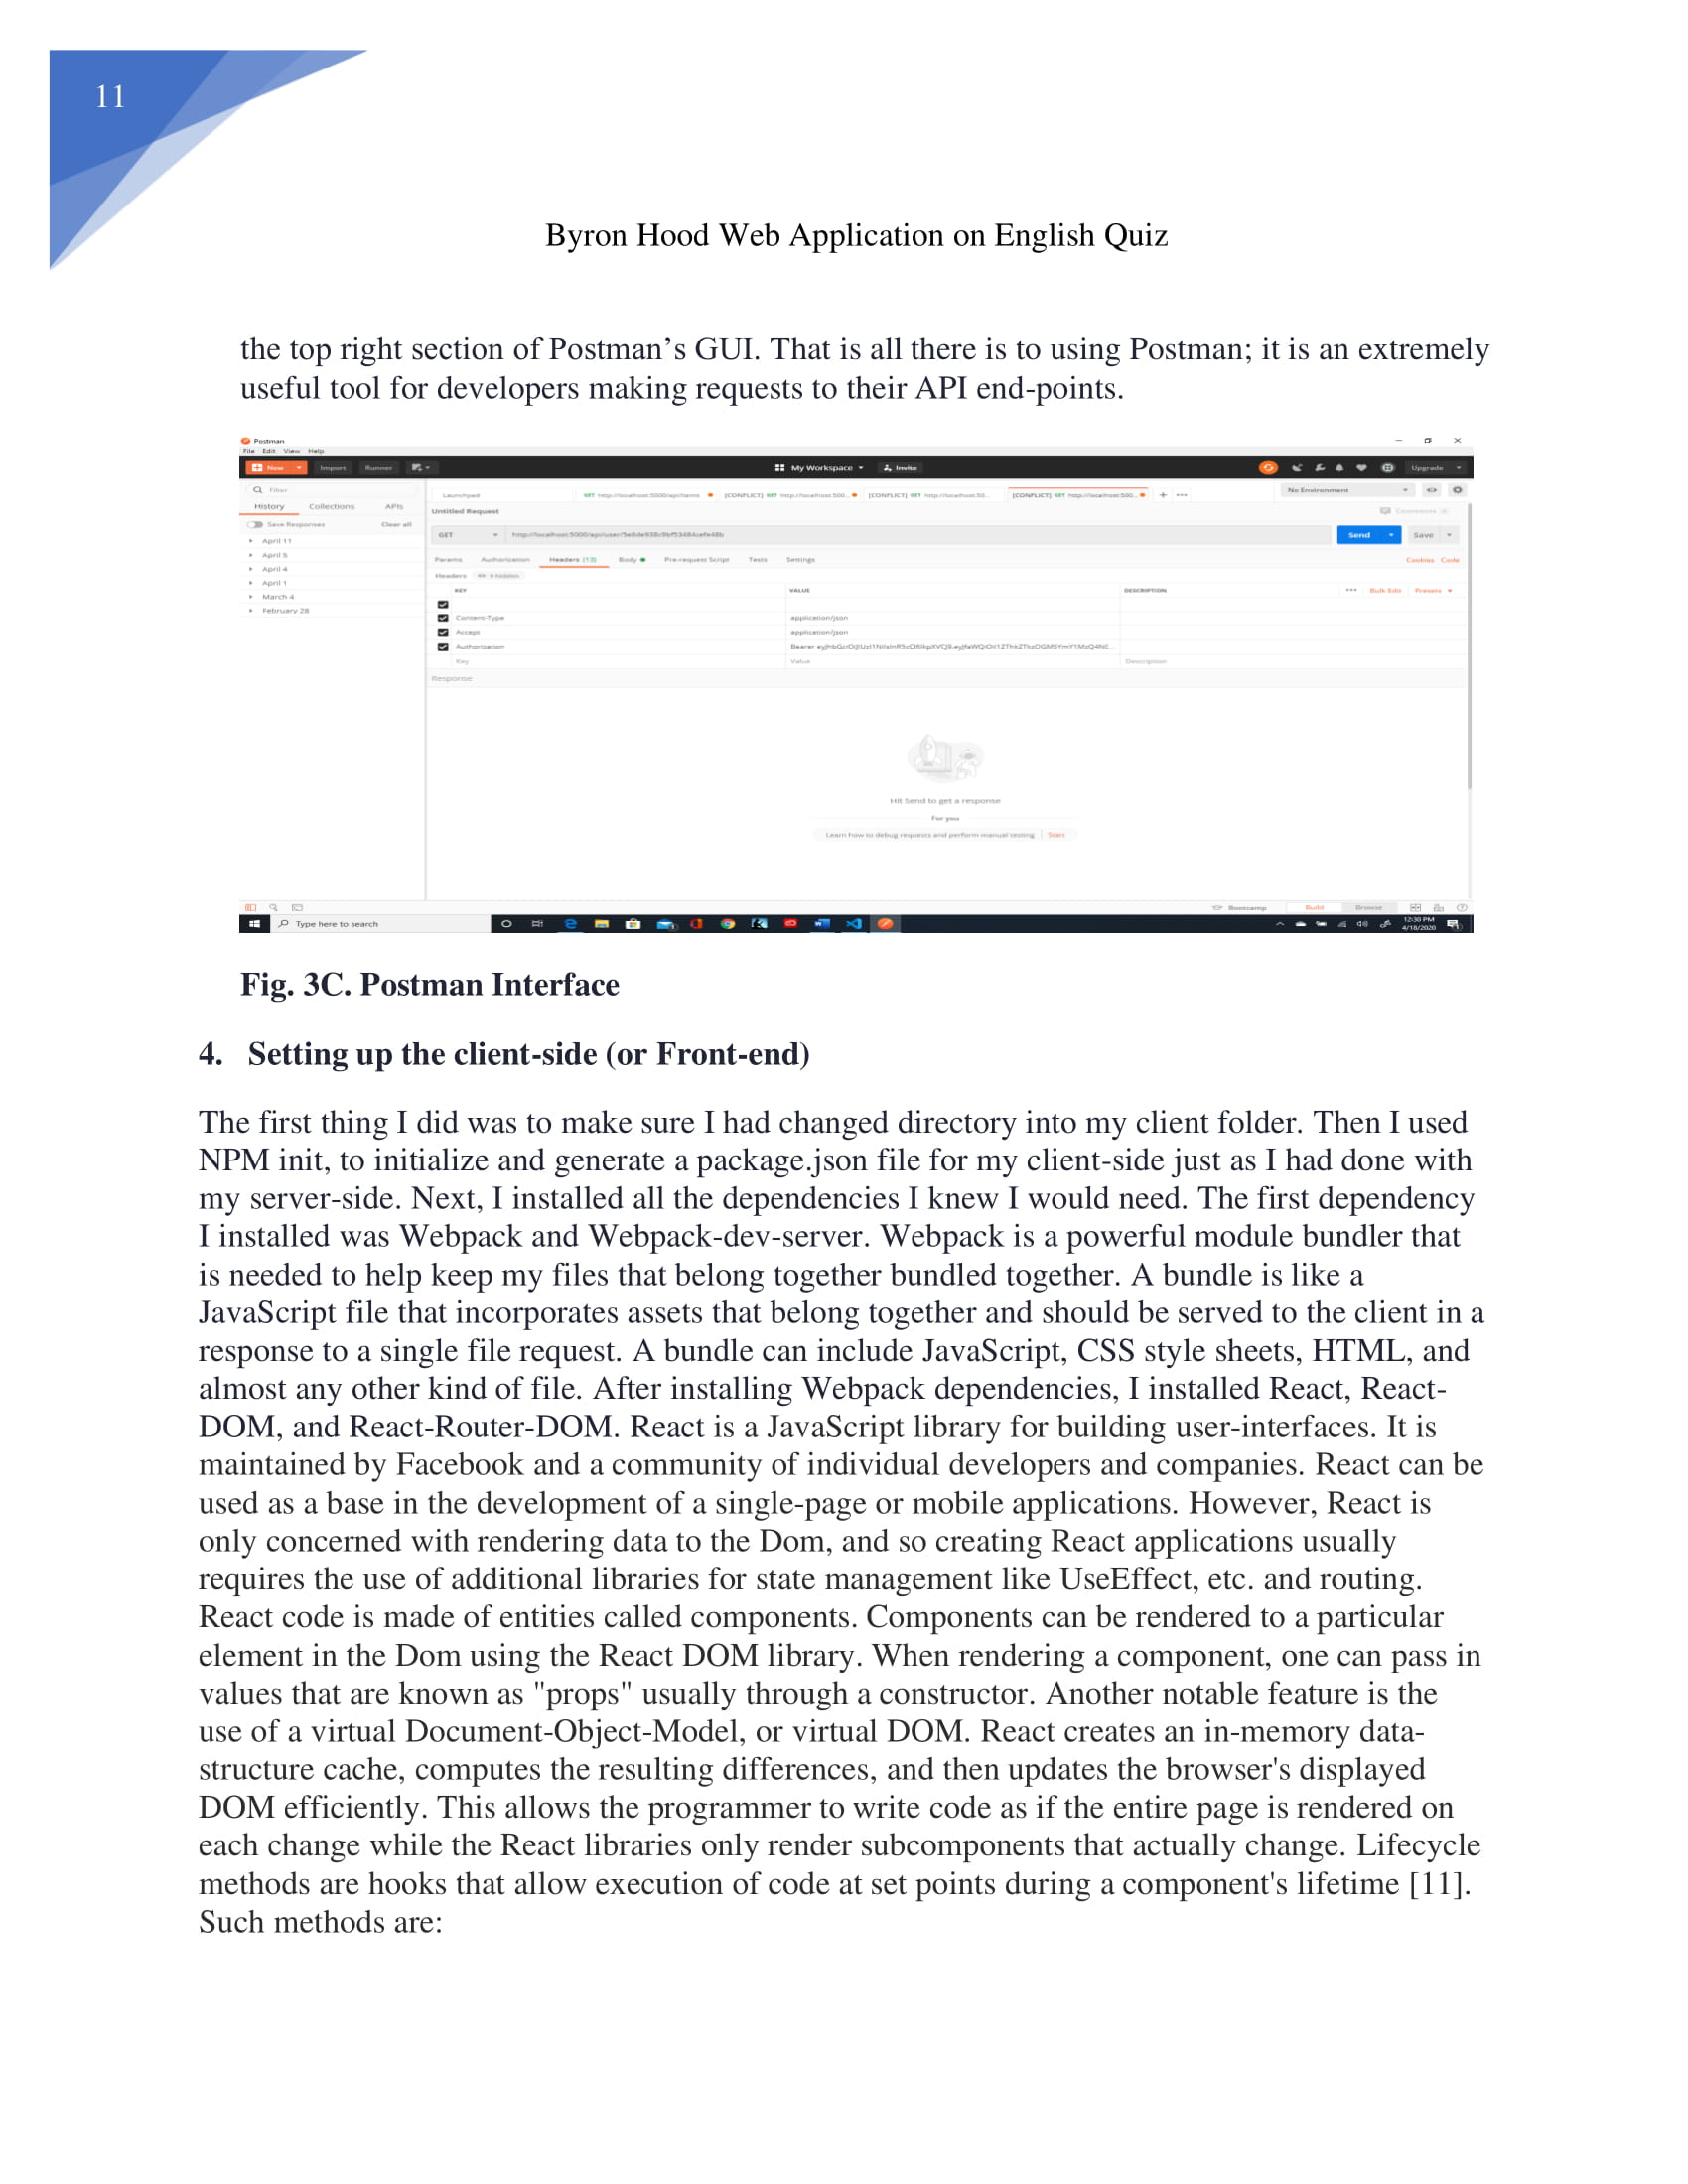 11
Byron Hood Web Application on English Quiz
the top right section of Postman’s GUI. That is all there is to using Postman; it is an extremely
useful tool for developers making requests to their API end-points.
Postman
File Edit View Help
New Import Runner My Workspace Invite Upgrade
Filter
Launchpad GET http://localhost:5000/api/items [CONFLICT] GET http://localhost:500... [CONFLICT] GET http://localhost:50... [CONFLICT] GET http://localhost:500... + ••• No Environment
History Collections APIs
Untitled Request Comments 0
Save Responses Clear all
GET Send Save
April 11
April 5
April 4
April 1
March 4
February 28
Params Authorization Headers (13) Body Pre-request Script Tests Settings Cookies Code
Headers 9 hidden
KEY VALUE DESCRIPTION ••• Bulk Edit Presets
Content-Type application/json
Accept application/json
Authorization Bearer
Key Value Description
Response
Hit Send to get a response
For you
Learn how to debug requests and perform manual testing Start
Bootcamp Build Browse
Type here to search 12:30 PM
4/18/2020
Fig. 3C. Postman Interface
4. Setting up the client-side (or Front-end)
The first thing I did was to make sure I had changed directory into my client folder. Then I used
NPM init, to initialize and generate a package.json file for my client-side just as I had done with
my server-side. Next, I installed all the dependencies I knew I would need. The first dependency
I installed was Webpack and Webpack-dev-server. Webpack is a powerful module bundler that
is needed to help keep my files that belong together bundled together. A bundle is like a
JavaScript file that incorporates assets that belong together and should be served to the client in a
response to a single file request. A bundle can include JavaScript, CSS style sheets, HTML, and
almost any other kind of file. After installing Webpack dependencies, I installed React, React-
DOM, and React-Router-DOM. React is a JavaScript library for building user-interfaces. It is
maintained by Facebook and a community of individual developers and companies. React can be
used as a base in the development of a single-page or mobile applications. However, React is
only concerned with rendering data to the Dom, and so creating React applications usually
requires the use of additional libraries for state management like UseEffect, etc. and routing.
React code is made of entities called components. Components can be rendered to a particular
element in the Dom using the React DOM library. When rendering a component, one can pass in
values that are known as "props" usually through a constructor. Another notable feature is the
use of a virtual Document-Object-Model, or virtual DOM. React creates an in-memory data-
structure cache, computes the resulting differences, and then updates the browser's displayed
DOM efficiently. This allows the programmer to write code as if the entire page is rendered on
each change while the React libraries only render subcomponents that actually change. Lifecycle
methods are hooks that allow execution of code at set points during a component's lifetime [11].
Such methods are: